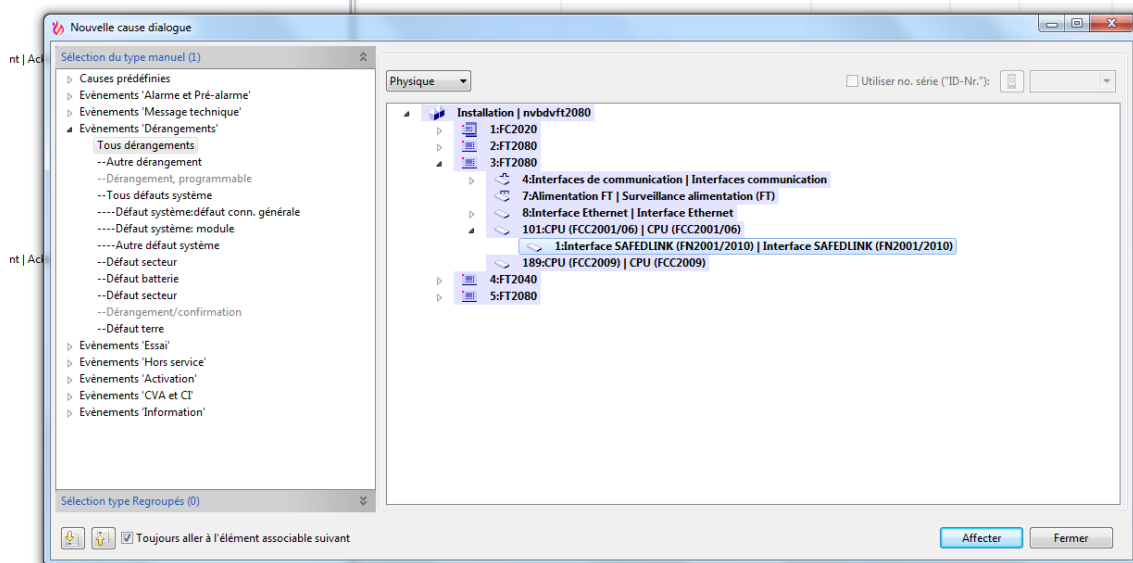 Nouvelle cause dialogue
nt | Ack
Sélection du type manuel (1)
Causes prédéfinies
Evènements 'Alarme et Pré-alarme'
Evènements 'Message technique'
Evènements 'Dérangements'
Tous dérangements
--Autre dérangement
--Dérangement, programmable
--Tous défauts système
----Défaut système:défaut conn. générale
----Défaut système: module
----Autre défaut système
--Défaut secteur
--Défaut batterie
--Défaut secteur
--Dérangement/confirmation
--Défaut terre
Evènements 'Essai'
Evènements 'Hors service'
Evènements 'Activation'
Evènements 'CVA et CI'
Evènements 'Information'
nt | Ack
Sélection type Regroupés (0)
Physique
Utiliser no. série ("ID-Nr."):
Installation | nvbdvft2080
1:FC2020
2:FT2080
3:FT2080
4:Interfaces de communication | Interfaces communication
7:Alimentation FT | Surveillance alimentation (FT)
8:Interface Ethernet | Interface Ethernet
101:CPU (FCC2001/06) | CPU (FCC2001/06)
1:Interface SAFEDLINK (FN2001/2010) | Interface SAFEDLINK (FN2001/2010)
189:CPU (FCC2009) | CPU (FCC2009)
4:FT2040
5:FT2080
Toujours aller à l'élément associable suivant
Affecter
Fermer